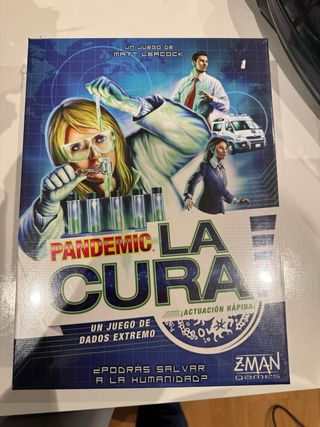 UN JUEGO DE
MATT LEACOCK
PANDEMIC
LA
CURA
¡ACTUACIÓN RÁPIDA!
UN JUEGO DE
DADOS EXTREMO
¿PODRÁS SALVAR
A LA HUMANIDAD?
Z-MAN
games